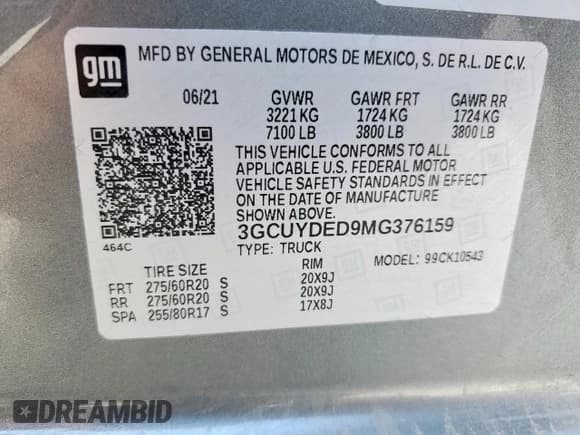 gm
MFD BY GENERAL MOTORS DE MEXICO, S. DE R.L. DE C.V.
06/21 GVWR GAWR FRT GAWR RR
3221 KG 1724 KG 1724 KG
7100 LB 3800 LB 3800 LB
THIS VEHICLE CONFORMS TO ALL
APPLICABLE U.S. FEDERAL MOTOR
VEHICLE SAFETY STANDARDS IN EFFECT
ON THE DATE OF MANUFACTURE
SHOWN ABOVE.
464C 3GCUYDED9MG376159
TYPE: TRUCK MODEL: 99CK10543
TIRE SIZE RIM
FRT 275/60R20 S 20X9J
RR 275/60R20 S 20X9J
SPA 255/80R17 S 17X8J
DREAMBID